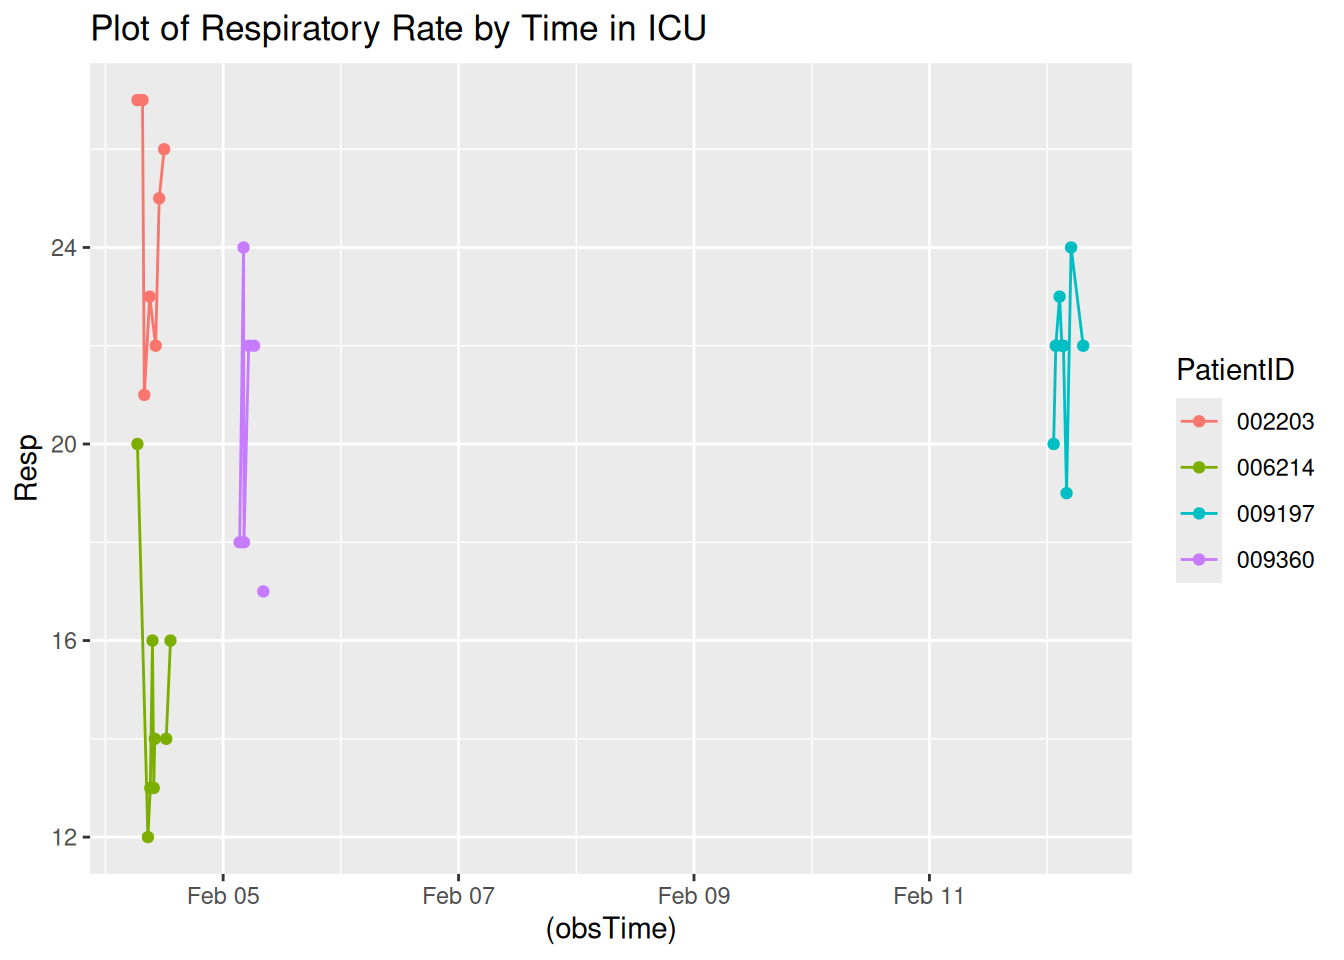 Plot of Respiratory Rate by Time in ICU
Resp
24
20
16
12
Feb 05
Feb 07
Feb 09
Feb 11
(obsTime)
PatientID
002203
006214
009197
009360